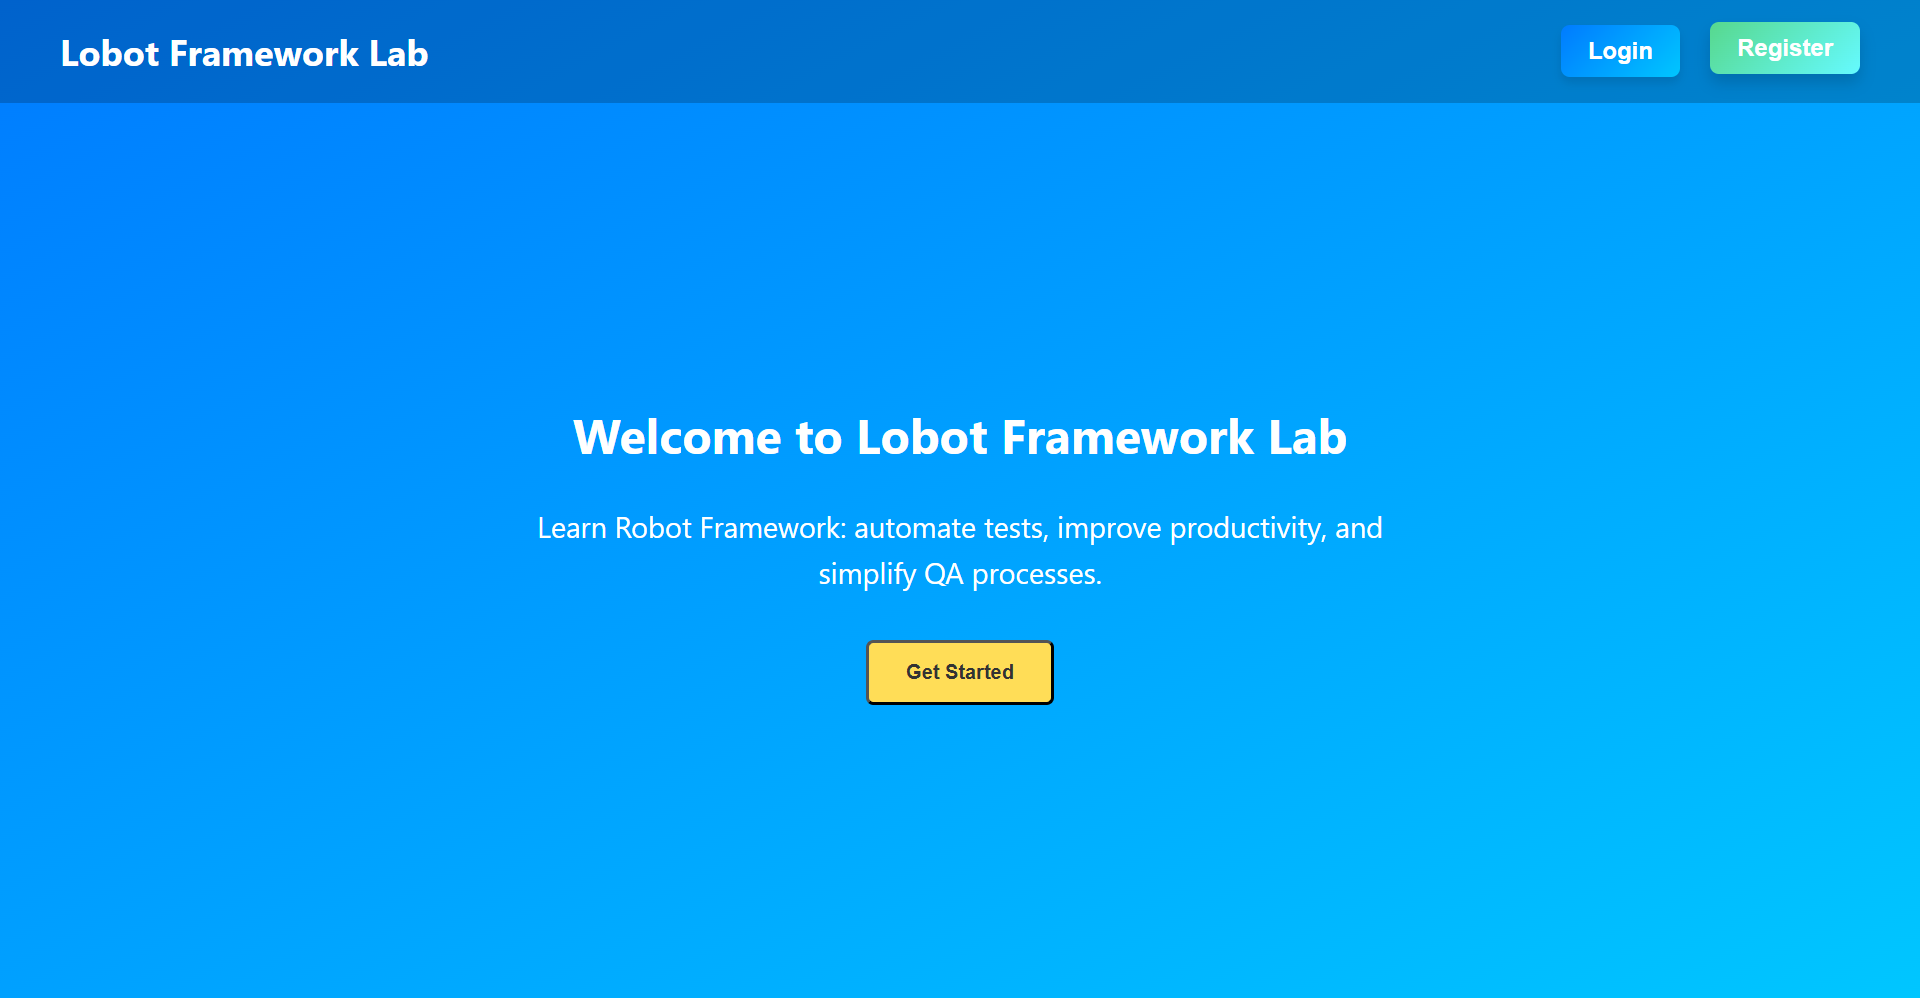 Lobot Framework Lab
Login
Register
Welcome to Lobot Framework Lab
Learn Robot Framework: automate tests, improve productivity, and
simplify QA processes.
Get Started